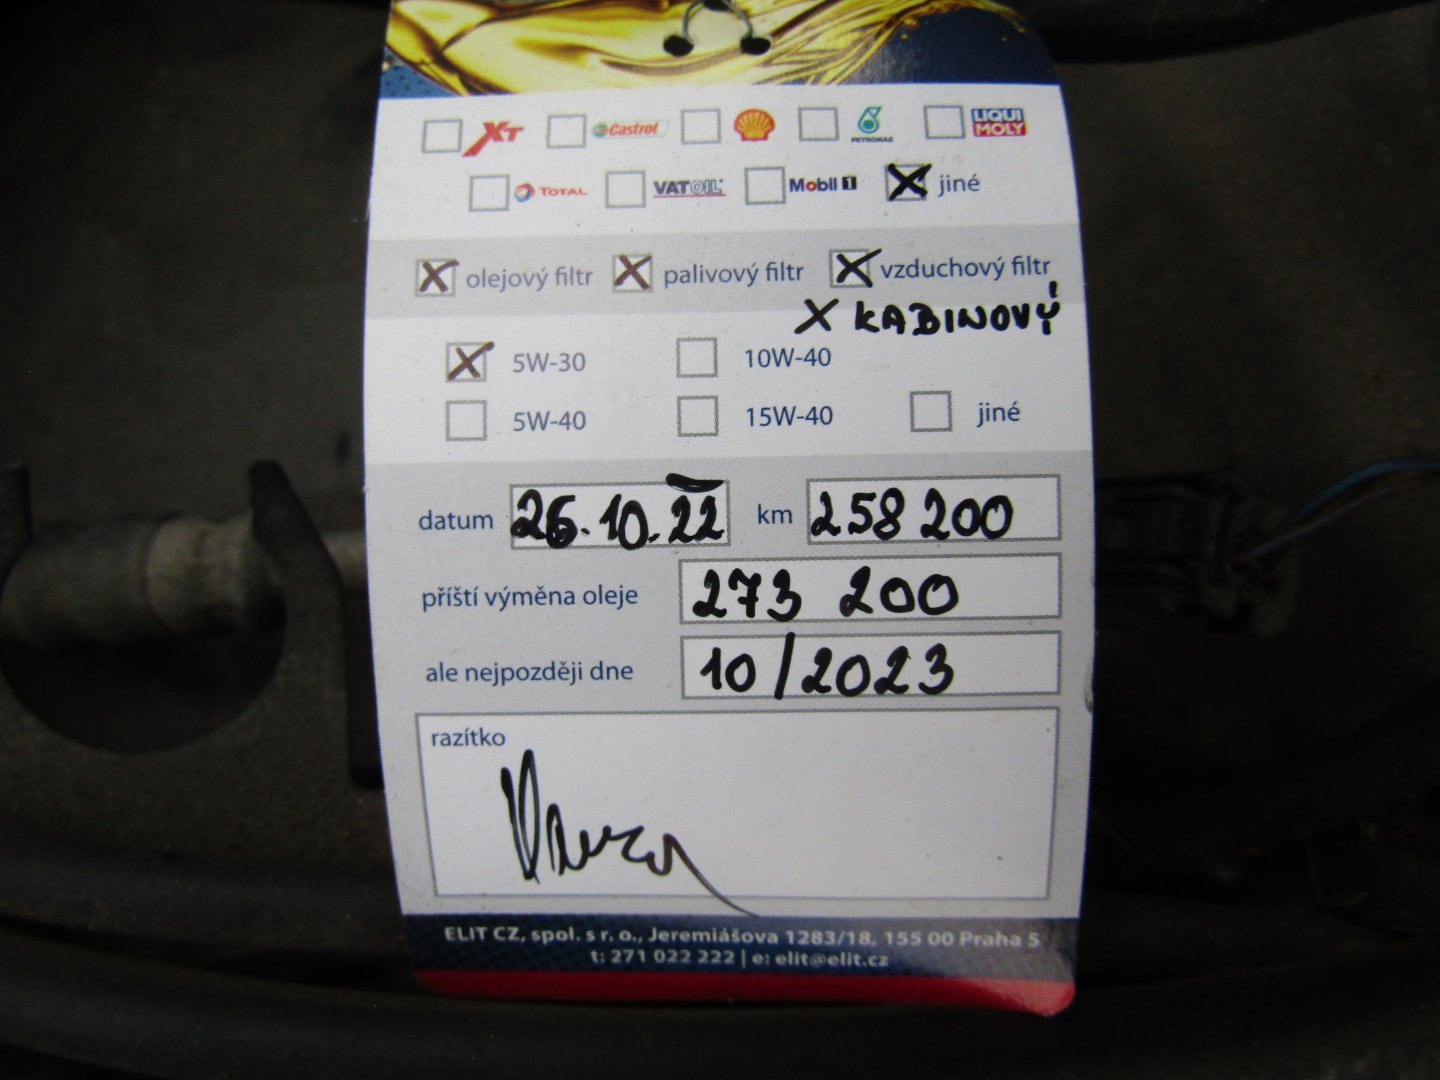 XT Castrol PETRONAS LIQUI MOLY
TOTAL VATOIL Mobil 1 jiné
olejový filtr palivový filtr vzduchový filtr
X KABINOVÝ
5W-30 10W-40
5W-40 15W-40 jiné
datum 26.10.22 km 258 200
příští výměna oleje 273 200
ale nejpozději dne 10/2023
razítko
ELIT CZ, spol. s r. o., Jeremiášova 1283/18, 155 00 Praha 5
t: 271 022 222 | e: elit@elit.cz